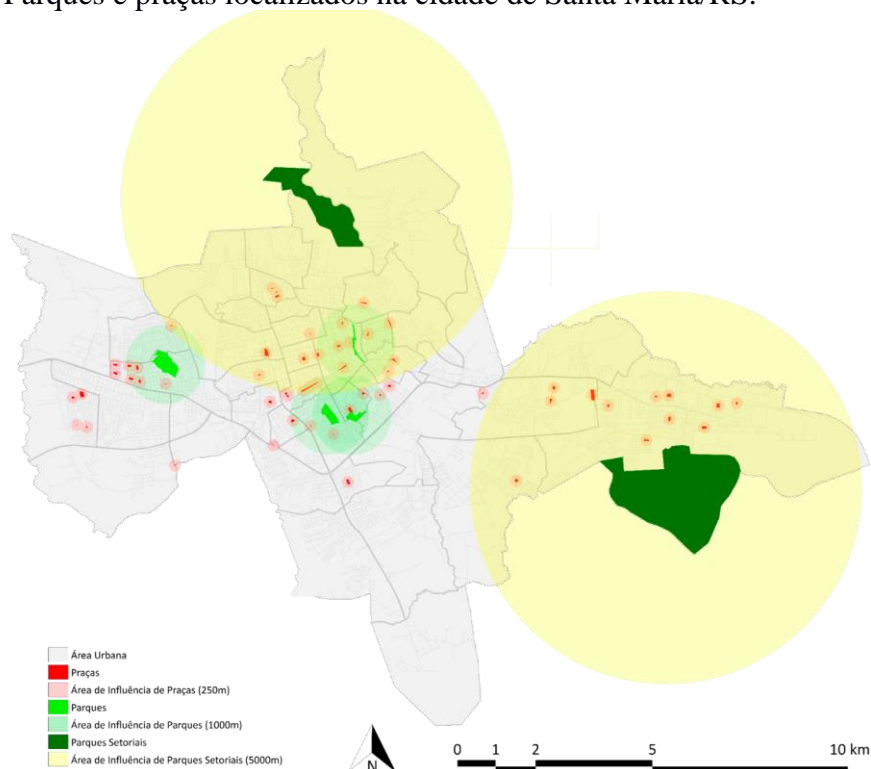 Parques e praças localizados na cidade de Santa Maria/RS.
Área Urbana
Praças
Área de Influência de Praças (250m)
Parques
Área de Influência de Parques (1000m)
Parques Setoriais
Área de Influência de Parques Setoriais (5000m)
N
0 1 2 5 10 km